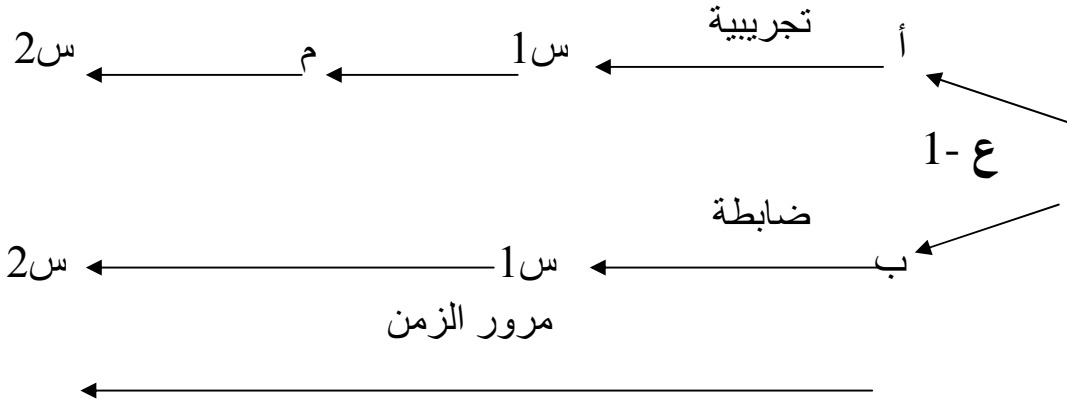 تجريبية
أ س1 م س2
ع -1
ضابطة
ب س1 س2
مرور الزمن